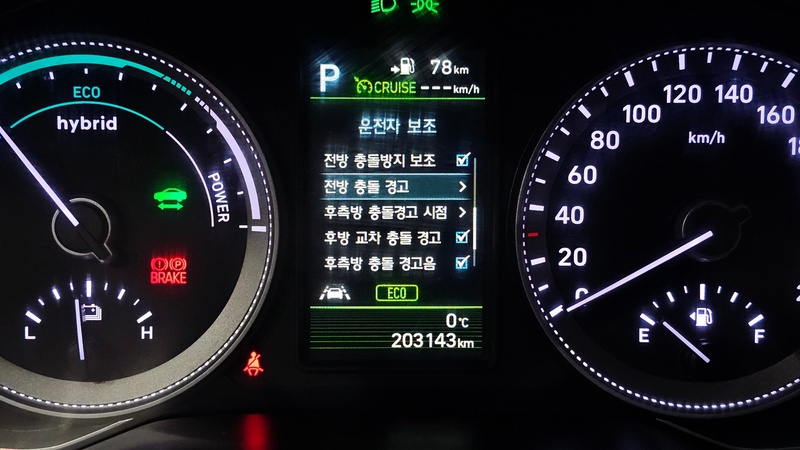 ECO
hybrid
POWER
BRAKE
L
H
P
78km
CRUISE ---km/h
운전자 보조
전방 충돌방지 보조
전방 충돌 경고
후측방 충돌경고 시점
후방 교차 충돌 경고
후측방 충돌 경고음
ECO
0℃
203143km
0
20
40
60
80
100
120
140
160
km/h
E
F